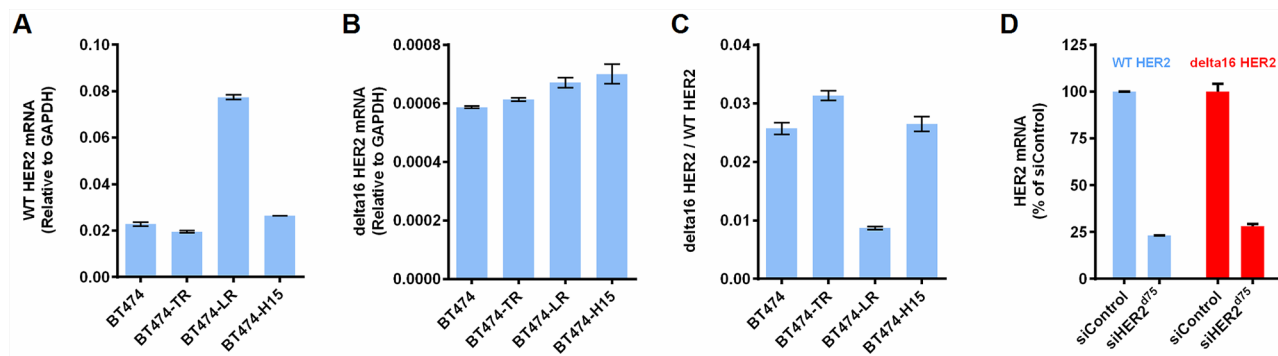 A
WT HER2 mRNA
(Relative to GAPDH)
0.10
0.08
0.06
0.04
0.02
0.00
BT474
BT474-TR
BT474-LR
BT474-H15
B
delta16 HER2 mRNA
(Relative to GAPDH)
0.0008
0.0006
0.0004
0.0002
0.0000
BT474
BT474-TR
BT474-LR
BT474-H15
C
delta16 HER2 / WT HER2
0.04
0.03
0.02
0.01
0.00
BT474
BT474-TR
BT474-LR
BT474-H15
D
HER2 mRNA
(% of siControl)
125
100
75
50
25
0
WT HER2
delta16 HER2
siControl
siHER2d75
siControl
siHER2d75